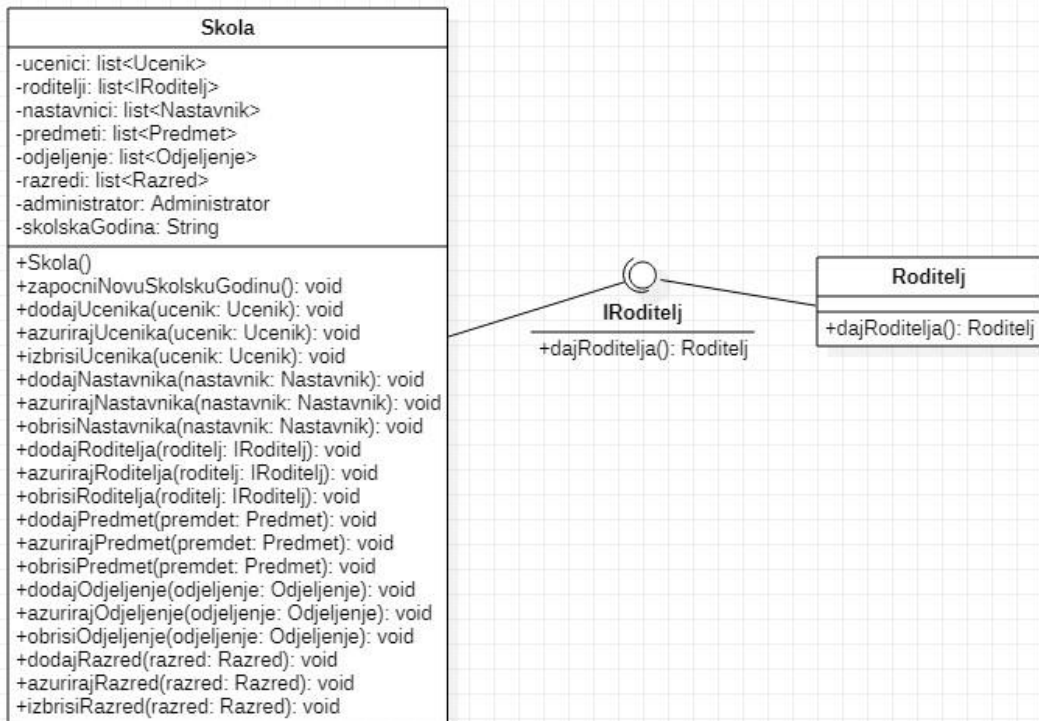 Skola
-ucenici: list<Ucenik>
-roditelji: list<IRoditelj>
-nastavnici: list<Nastavnik>
-predmeti: list<Predmet>
-odjeljenje: list<Odjeljenje>
-razredi: list<Razred>
-administrator: Administrator
-skolskaGodina: String
+Skola()
+zapocniNovuSkolskuGodinu(): void
+dodajUcenika(ucenik: Ucenik): void
+azurirajUcenika(ucenik: Ucenik): void
+izbrisiUcenika(ucenik: Ucenik): void
+dodajNastavnika(nastavnik: Nastavnik): void
+azurirajNastavnika(nastavnik: Nastavnik): void
+obrisiNastavnika(nastavnik: Nastavnik): void
+dodajRoditelja(roditelj: IRoditelj): void
+azurirajRoditelja(roditelj: IRoditelj): void
+obrisiRoditelja(roditelj: IRoditelj): void
+dodajPredmet(premdet: Predmet): void
+azurirajPredmet(premdet: Predmet): void
+obrisiPredmet(premdet: Predmet): void
+dodajOdjeljenje(odjeljenje: Odjeljenje): void
+azurirajOdjeljenje(odjeljenje: Odjeljenje): void
+obrisiOdjeljenje(odjeljenje: Odjeljenje): void
+dodajRazred(razred: Razred): void
+azurirajRazred(razred: Razred): void
+izbrisiRazred(razred: Razred): void
IRoditelj
+dajRoditelja(): Roditelj
Roditelj
+dajRoditelja(): Roditelj